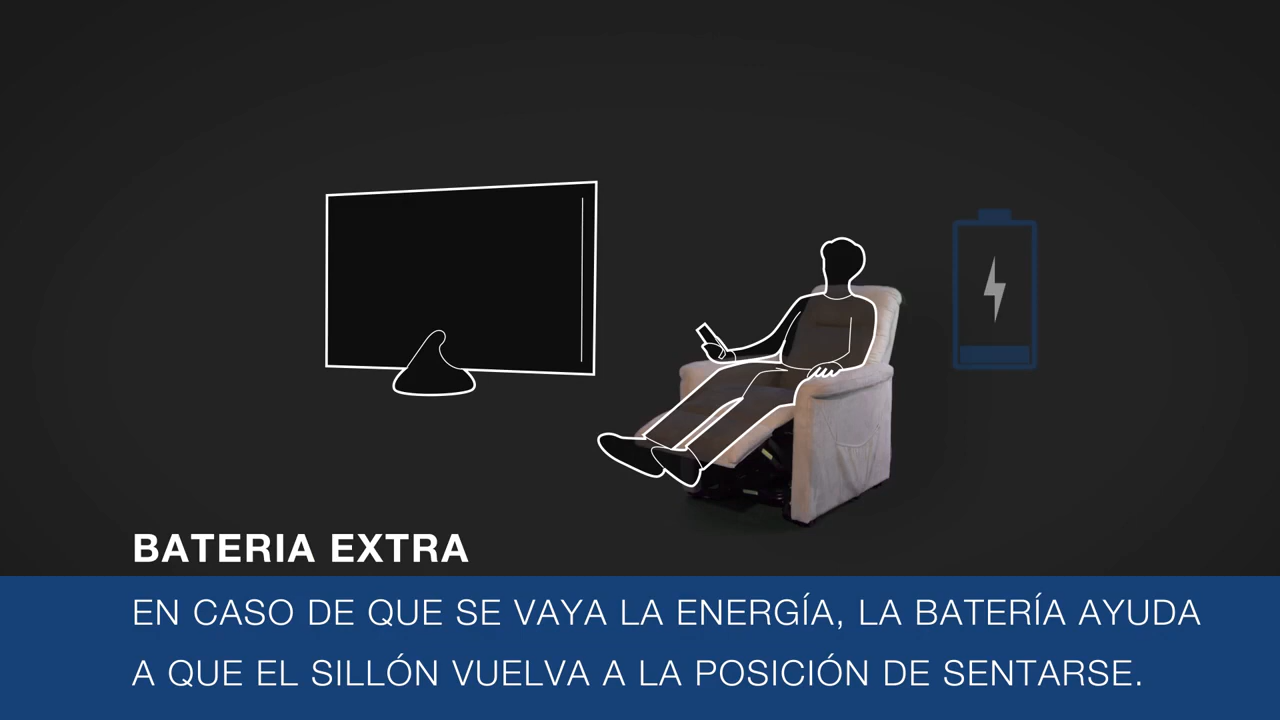 BATERIA EXTRA
EN CASO DE QUE SE VAYA LA ENERGÍA, LA BATERÍA AYUDA
A QUE EL SILLÓN VUELVA A LA POSICIÓN DE SENTARSE.